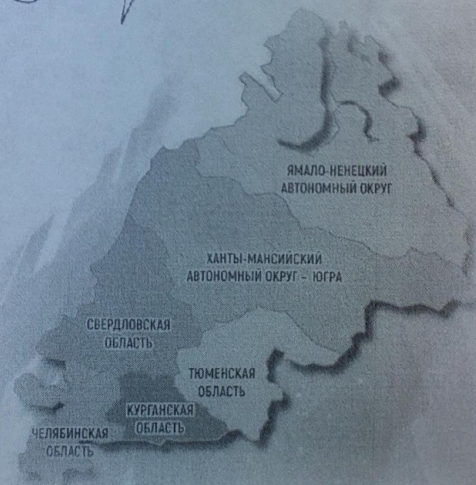 ЯМАЛО-НЕНЕЦКИЙ
АВТОНОМНЫЙ ОКРУГ
ХАНТЫ-МАНСИЙСКИЙ
АВТОНОМНЫЙ ОКРУГ - ЮГРА
СВЕРДЛОВСКАЯ
ОБЛАСТЬ
ТЮМЕНСКАЯ
ОБЛАСТЬ
КУРГАНСКАЯ
ОБЛАСТЬ
ЧЕЛЯБИНСКАЯ
ОБЛАСТЬ